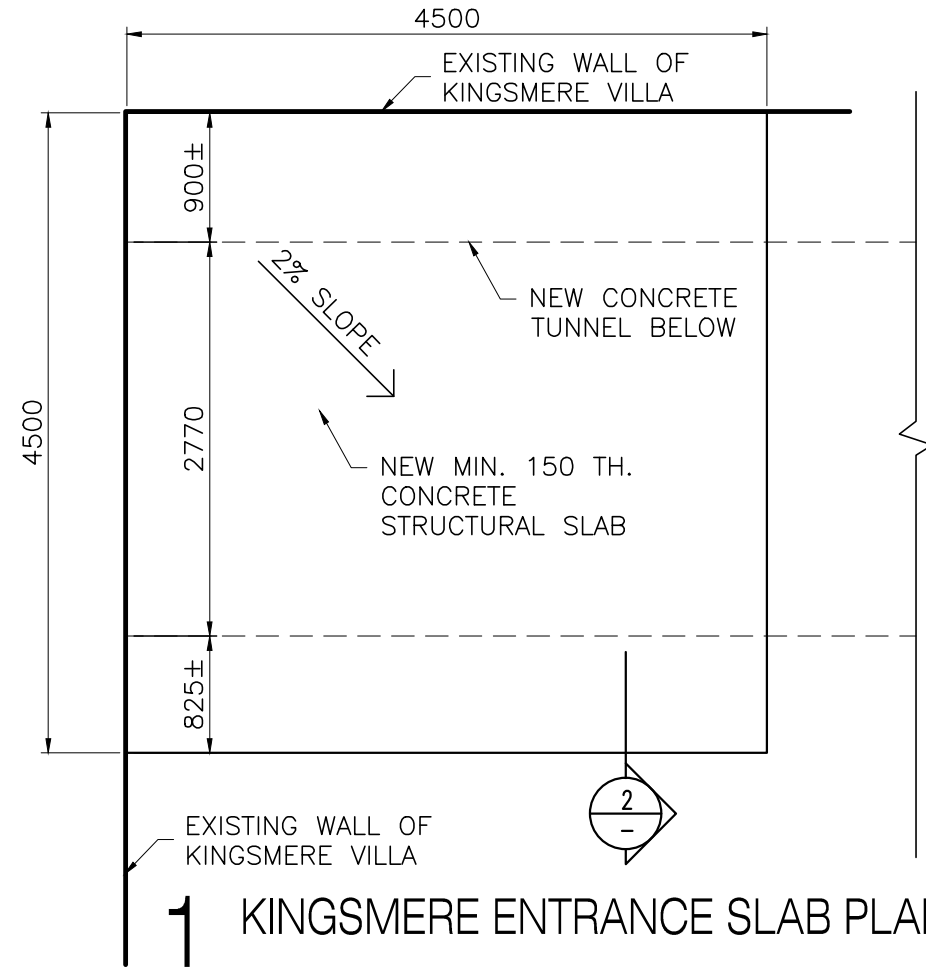 4500
EXISTING WALL OF
KINGSMERE VILLA
900±
2% SLOPE
NEW CONCRETE
TUNNEL BELOW
4500
2770
NEW MIN. 150 TH.
CONCRETE
STRUCTURAL SLAB
825±
2
-
EXISTING WALL OF
KINGSMERE VILLA
1 KINGSMERE ENTRANCE SLAB PLAN